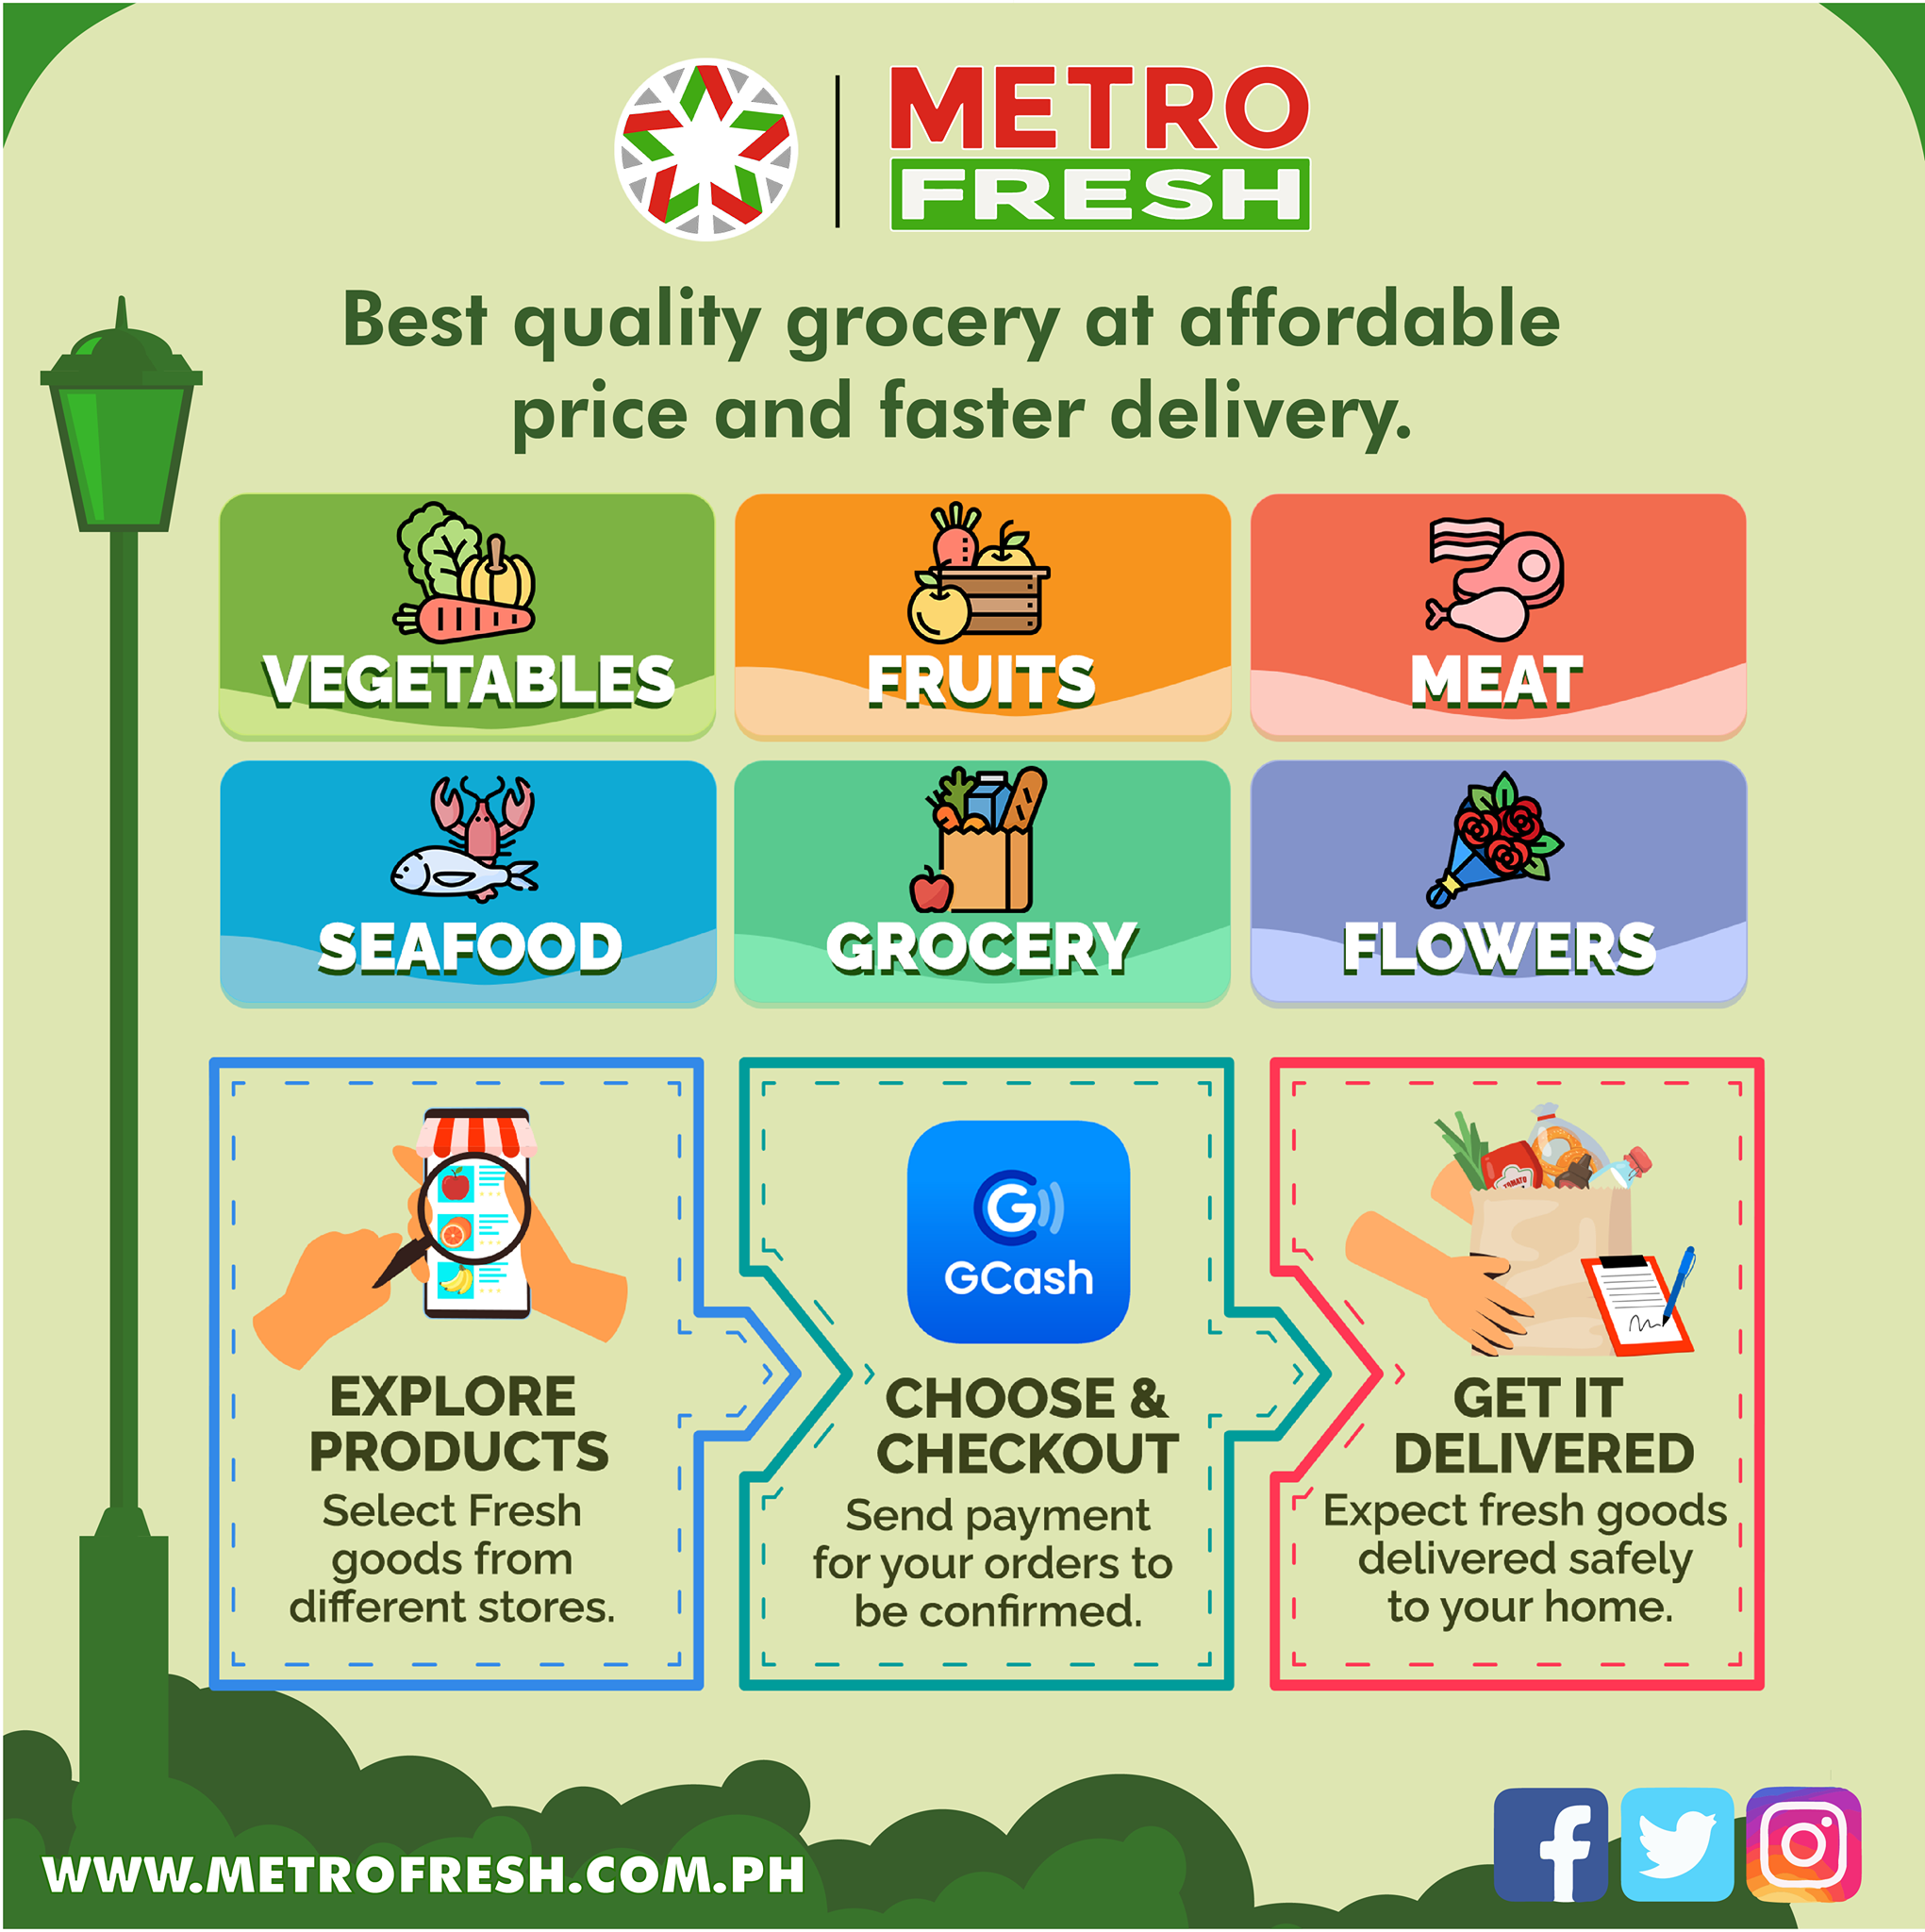 METRO
FRESH
Best quality grocery at affordable
price and faster delivery.
VEGETABLES
FRUITS
MEAT
SEAFOOD
GROCERY
FLOWERS
GCash
TOMATO
EXPLORE
PRODUCTS
Select Fresh
goods from
different stores.
CHOOSE &
CHECKOUT
Send payment
for your orders to
be confirmed.
GET IT
DELIVERED
Expect fresh goods
delivered safely
to your home.
WWW.METROFRESH.COM.PH